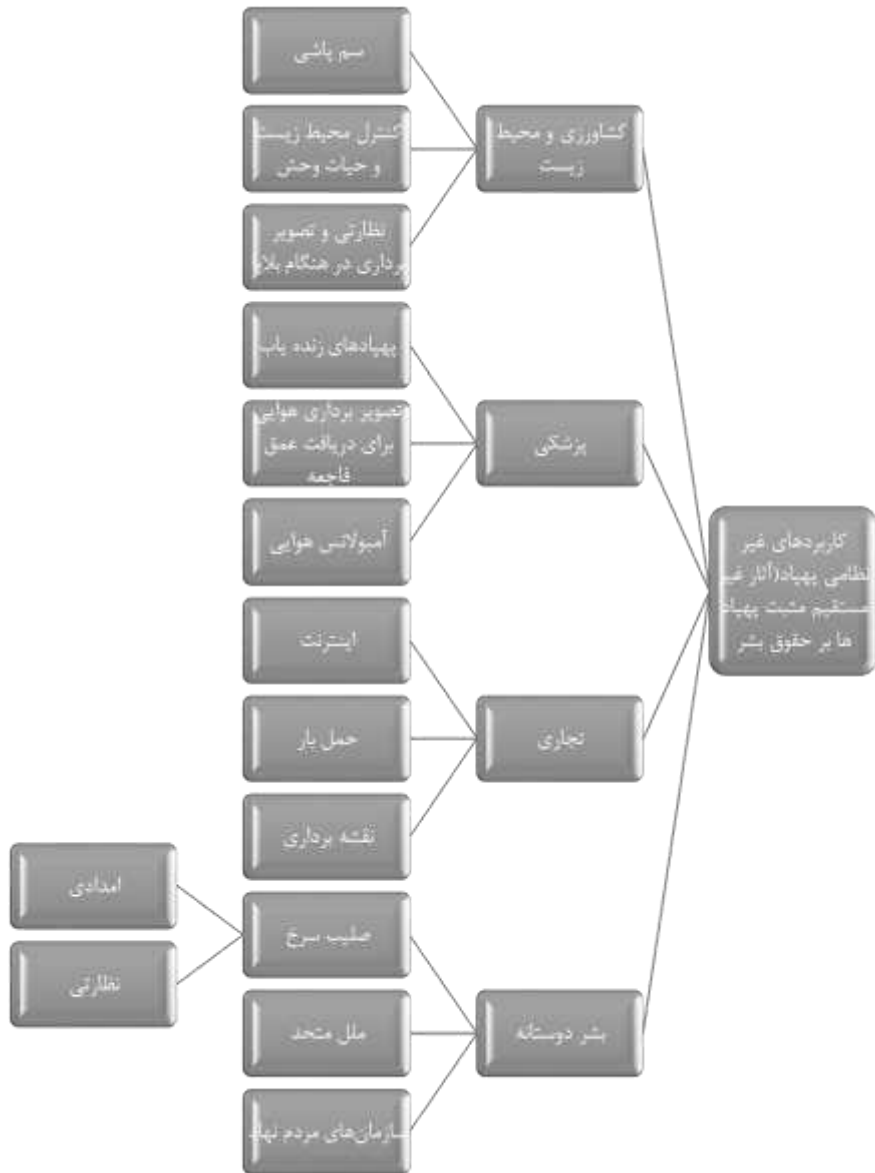 کاربردهای غیر
نظامی پهپاد(آثار غیر
مستقیم مثبت پهپاد
ها بر حقوق بشر
کشاورزی و محیط
زیست
سم پاشی
کنترل محیط زیست
و حیات وحش
نظارتی و تصویر
برداری در هنگام بلایا
پزشکی
پهپادهای زنده یاب
تصویر برداری هوایی
برای دریافت عمق
فاجعه
آمبولانس هوایی
تجاری
اینترنت
حمل بار
نقشه برداری
بشر دوستانه
صلیب سرخ
امدادی
نظارتی
ملل متحد
سازمان‌های مردم نهاد